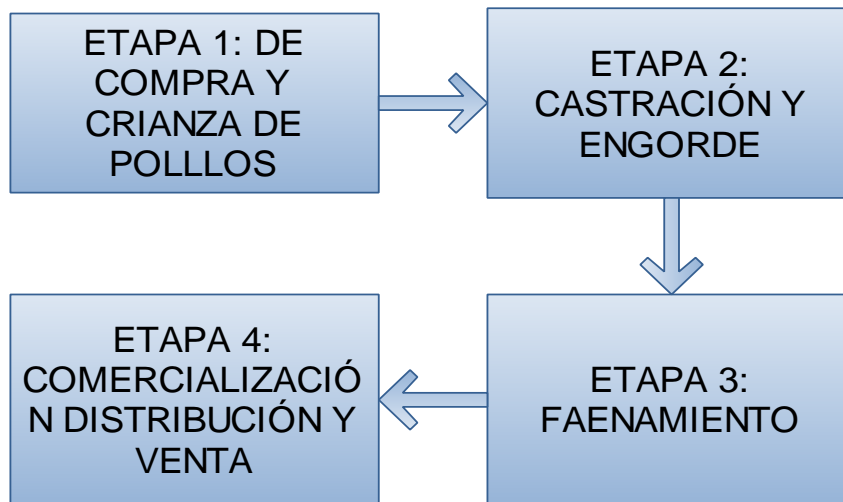 ETAPA 1: DE
COMPRA Y
CRIANZA DE
POLLLOS
ETAPA 2:
CASTRACIÓN Y
ENGORDE
ETAPA 3:
FAENAMIENTO
ETAPA 4:
COMERCIALIZACIÓ
N DISTRIBUCIÓN Y
VENTA